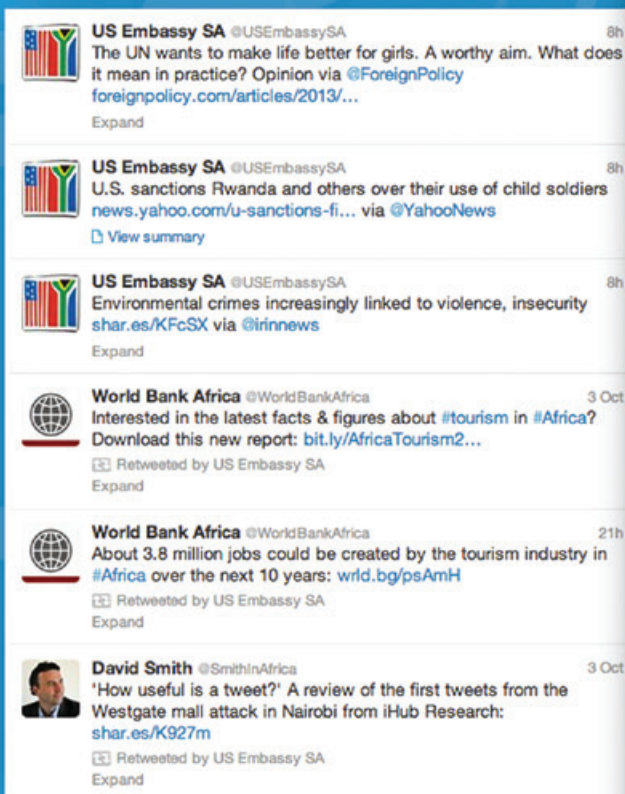 US Embassy SA @USEmbassySA 8h
The UN wants to make life better for girls. A worthy aim. What does
it mean in practice? Opinion via @ForeignPolicy
foreignpolicy.com/articles/2013/...
Expand
US Embassy SA @USEmbassySA 8h
U.S. sanctions Rwanda and others over their use of child soldiers
news.yahoo.com/u-sanctions-fi... via @YahooNews
View summary
US Embassy SA @USEmbassySA 8h
Environmental crimes increasingly linked to violence, insecurity
shar.es/KFcSX via @irinnews
Expand
World Bank Africa @WorldBankAfrica 3 Oct
Interested in the latest facts & figures about #tourism in #Africa?
Download this new report: bit.ly/AfricaTourism2...
Retweeted by US Embassy SA
Expand
World Bank Africa @WorldBankAfrica 21h
About 3.8 million jobs could be created by the tourism industry in
#Africa over the next 10 years: wrld.bg/psAmH
Retweeted by US Embassy SA
Expand
David Smith @SmithInAfrica 3 Oct
'How useful is a tweet?' A review of the first tweets from the
Westgate mall attack in Nairobi from iHub Research:
shar.es/K927m
Retweeted by US Embassy SA
Expand